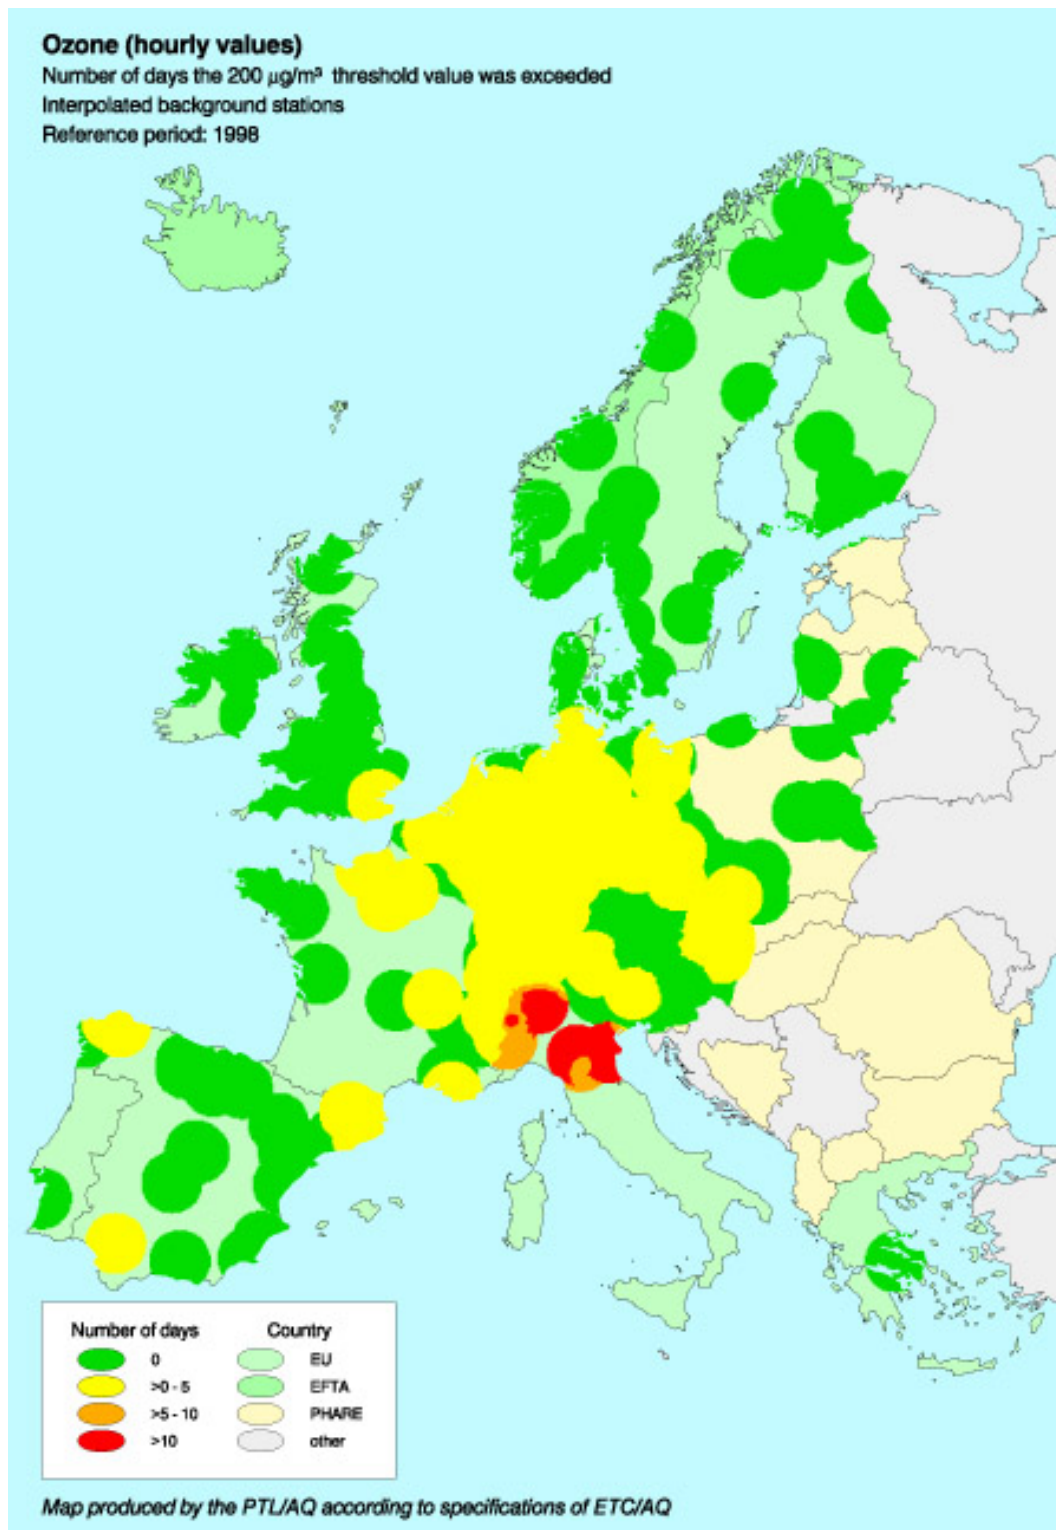 Ozone (hourly values)
Number of days the 200 µg/m³ threshold value was exceeded
Interpolated background stations
Reference period: 1998
Number of days
Country
0
EU
>0 - 5
EFTA
>5 - 10
PHARE
>10
other
Map produced by the PTL/AQ according to specifications of ETC/AQ